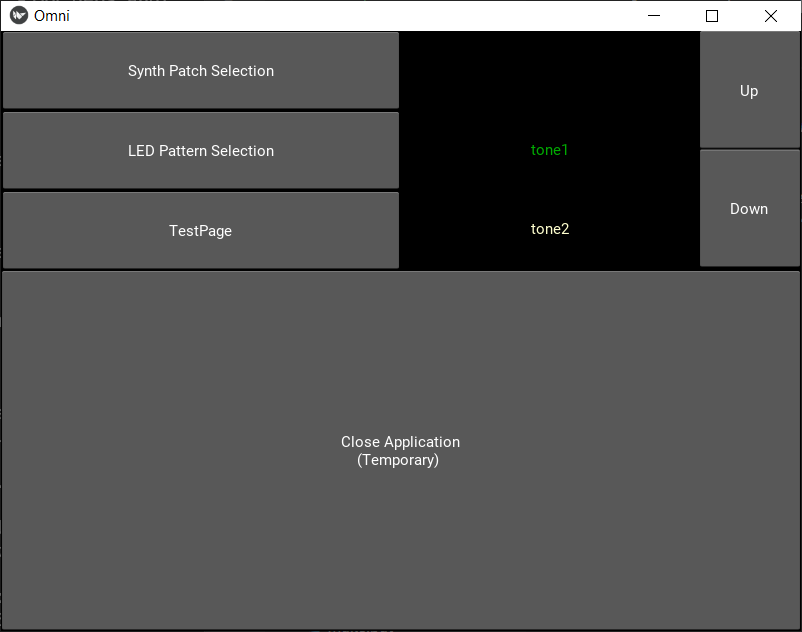 Omni
Synth Patch Selection
LED Pattern Selection
TestPage
tone1
tone2
Up
Down
Close Application
(Temporary)